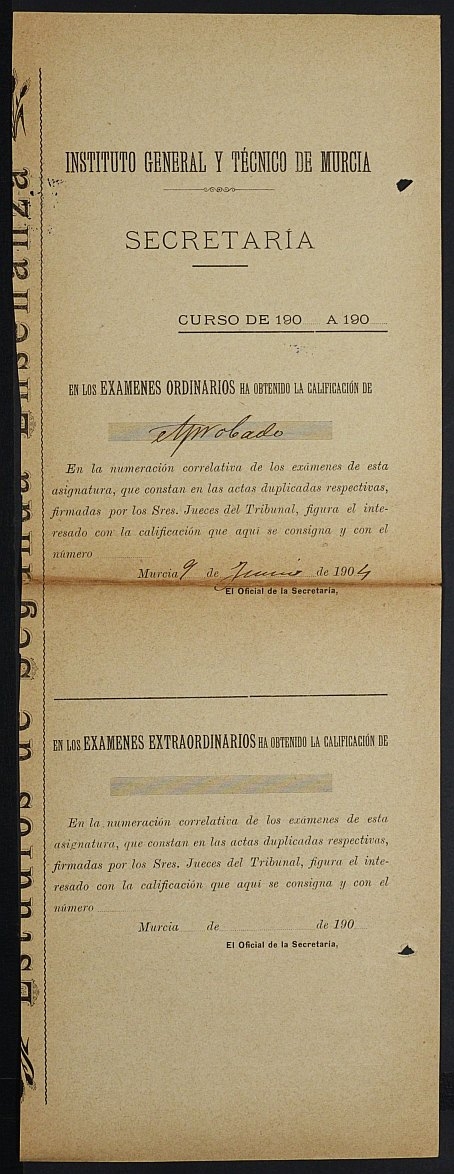 INSTITUTO GENERAL Y TÉCNICO DE MURCIA
SECRETARÍA
CURSO DE 190 A 190
EN LOS EXAMENES ORDINARIOS HA OBTENIDO LA CALIFICACIÓN DE
Aprobado
En la numeración correlativa de los exámenes de esta
asignatura, que constan en las actas duplicadas respectivas,
firmadas por los Sres. Jueces del Tribunal, figura el inte-
resado con la calificación que aquí se consigna y con el
número
Murcia 9 de Junio de 1904
El Oficial de la Secretaría,
EN LOS EXAMENES EXTRAORDINARIOS HA OBTENIDO LA CALIFICACIÓN DE
En la numeración correlativa de los exámenes de esta
asignatura, que constan en las actas duplicadas respectivas,
firmadas por los Sres. Jueces del Tribunal, figura el inte-
resado con la calificación que aquí se consigna y con el
número
Murcia de de 190
El Oficial de la Secretaría,
Estudios de Segunda Enseñanza